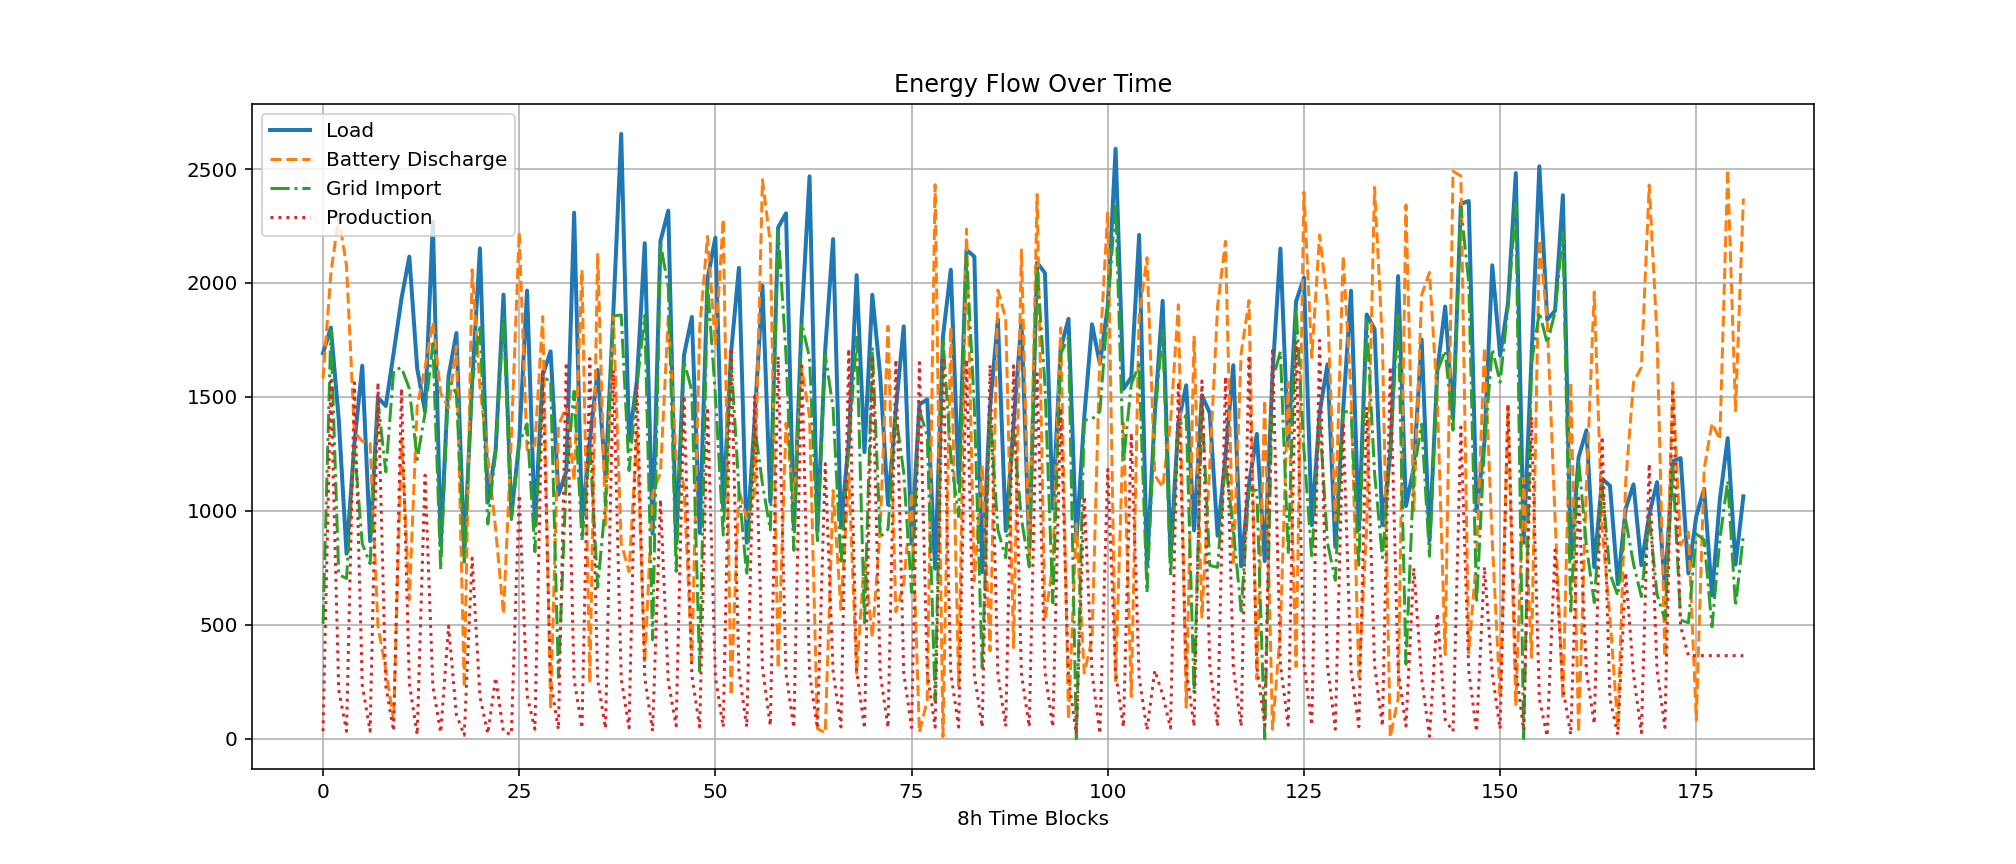 Energy Flow Over Time
Load
Battery Discharge
Grid Import
Production
2500
2000
1500
1000
500
0
0 25 50 75 100 125 150 175
8h Time Blocks